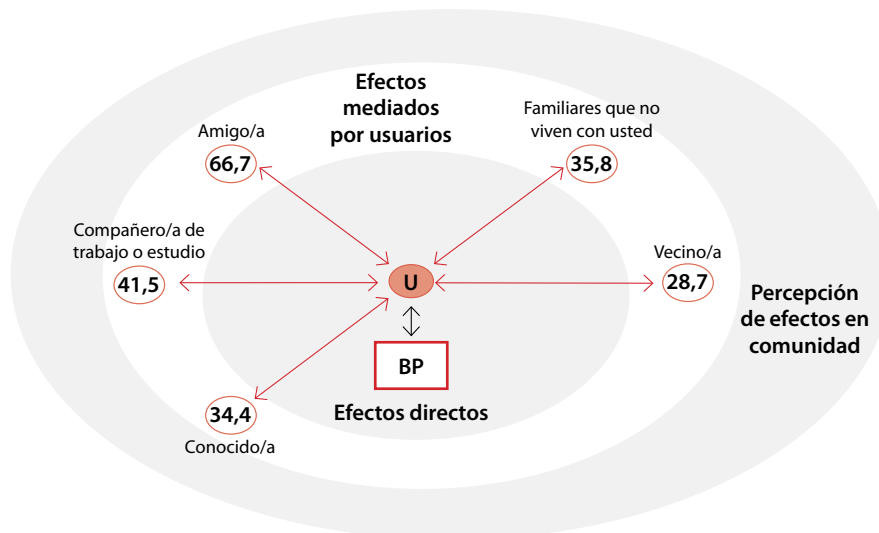 Efectos
mediados
por usuarios
Amigo/a
66,7
Familiares que no
viven con usted
35,8
Compañero/a de
trabajo o estudio
41,5
U
Vecino/a
28,7
Percepción
de efectos en
comunidad
BP
Efectos directos
34,4
Conocido/a